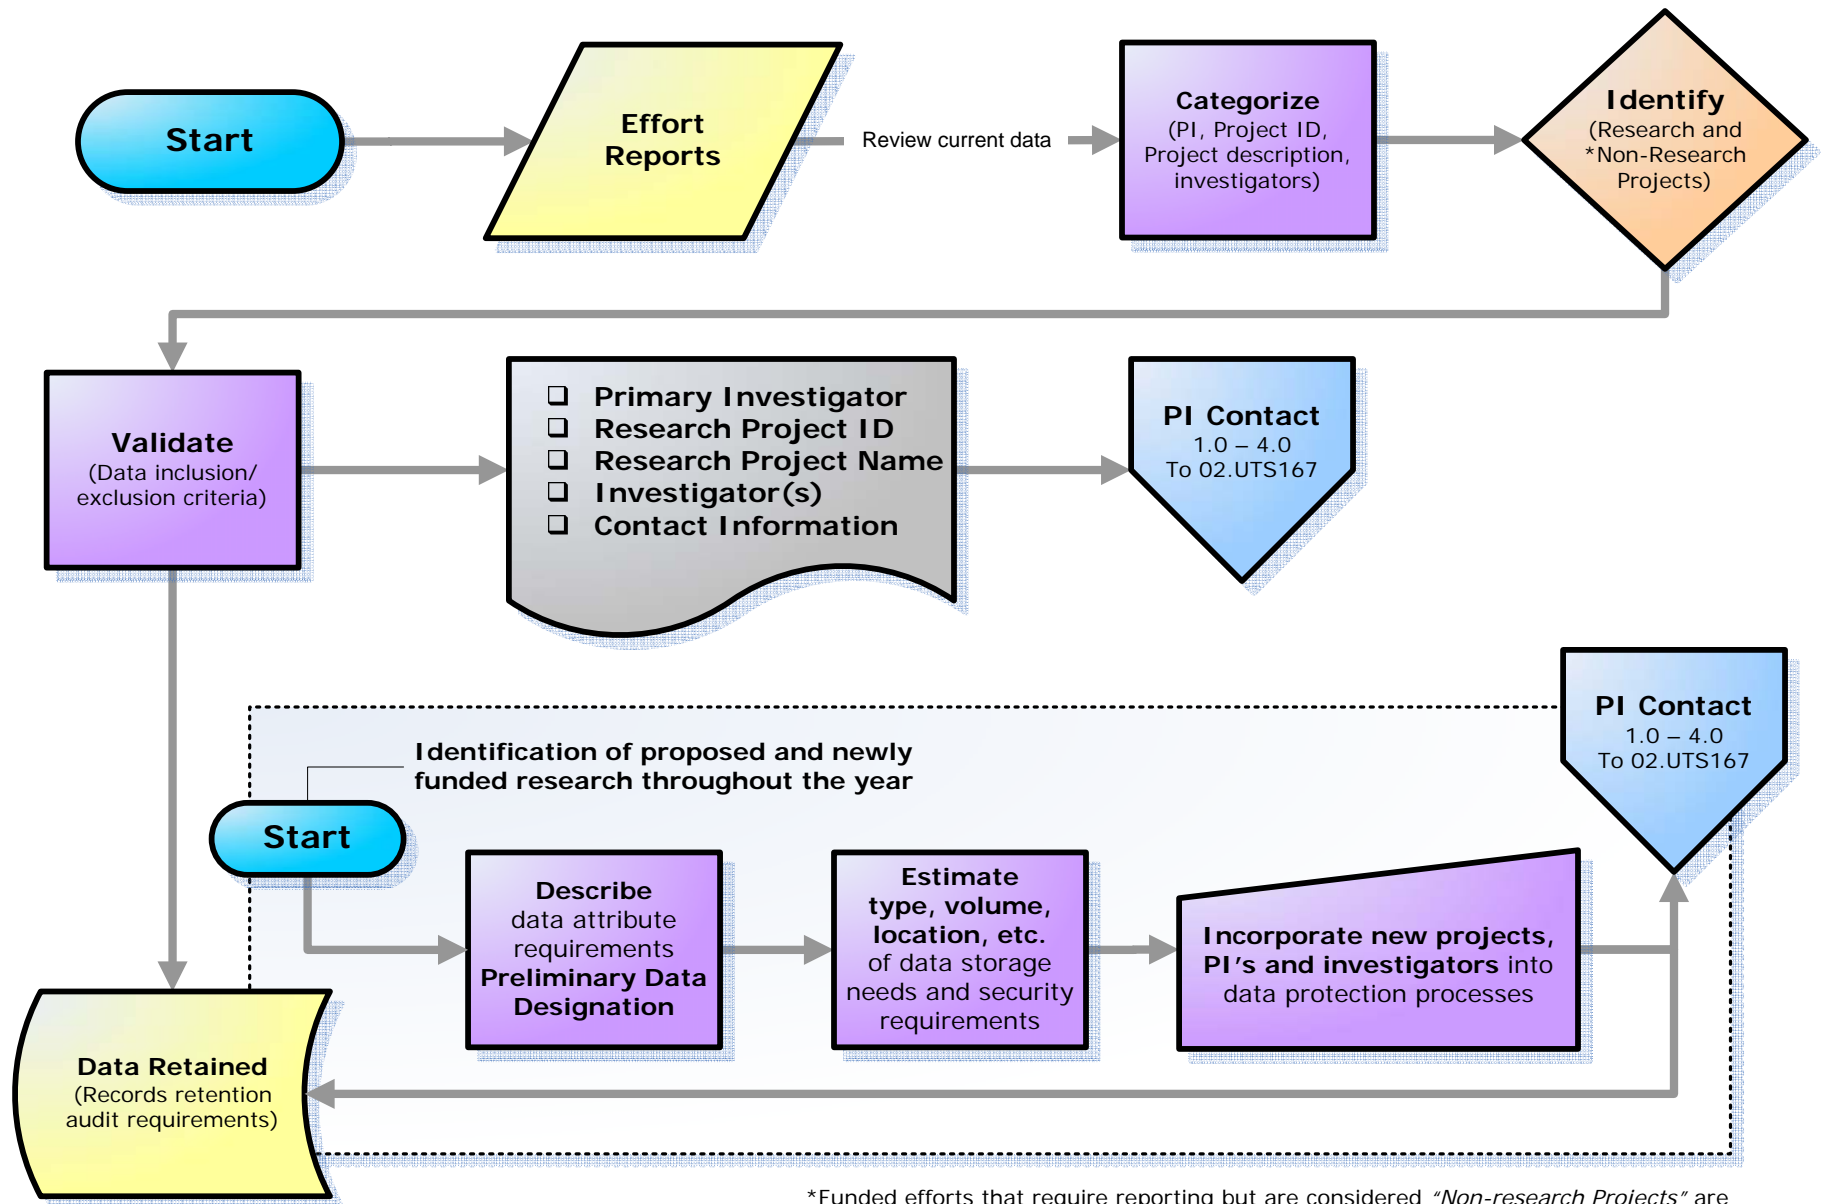 Start
Effort
Reports
Review current data
Categorize
(PI, Project ID,
Project description,
investigators)
Identify
(Research and
*Non-Research
Projects)
Validate
(Data inclusion/
exclusion criteria)
❑ Primary Investigator
❑ Research Project ID
❑ Research Project Name
❑ Investigator(s)
❑ Contact Information
PI Contact
1.0 – 4.0
To 02.UTS167
PI Contact
1.0 – 4.0
To 02.UTS167
Identification of proposed and newly
funded research throughout the year
Start
Describe
data attribute
requirements
Preliminary Data
Designation
Estimate
type, volume,
location, etc.
of data storage
needs and security
requirements
Incorporate new projects,
PI's and investigators into
data protection processes
Data Retained
(Records retention
audit requirements)
*Funded efforts that require reporting but are considered "Non-research Projects" are